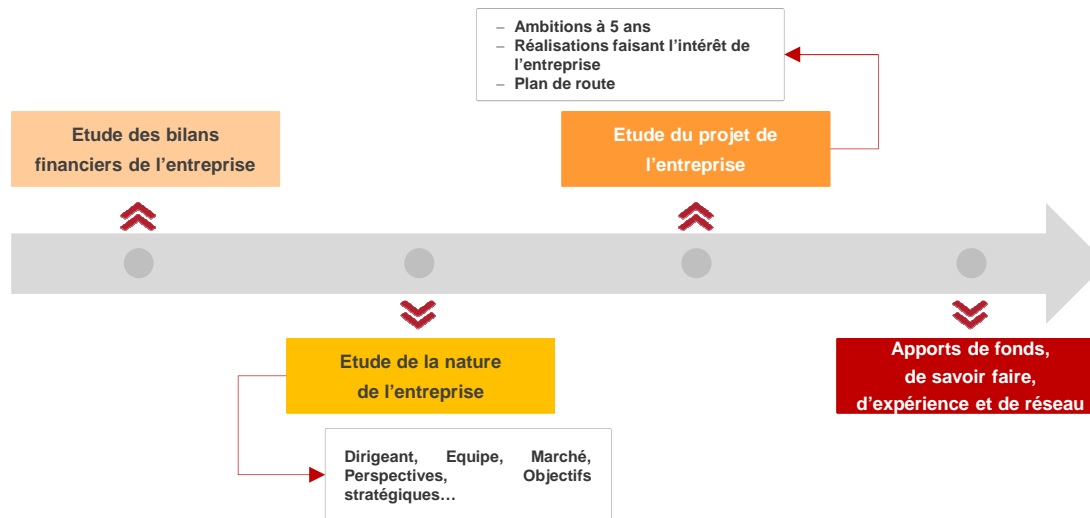 – Ambitions à 5 ans
– Réalisations faisant l’intérêt de
l’entreprise
– Plan de route
Etude des bilans
financiers de l’entreprise
Etude du projet de
l’entreprise
Etude de la nature
de l’entreprise
Apports de fonds,
de savoir faire,
d’expérience et de réseau
Dirigeant, Equipe, Marché,
Perspectives, Objectifs
stratégiques…